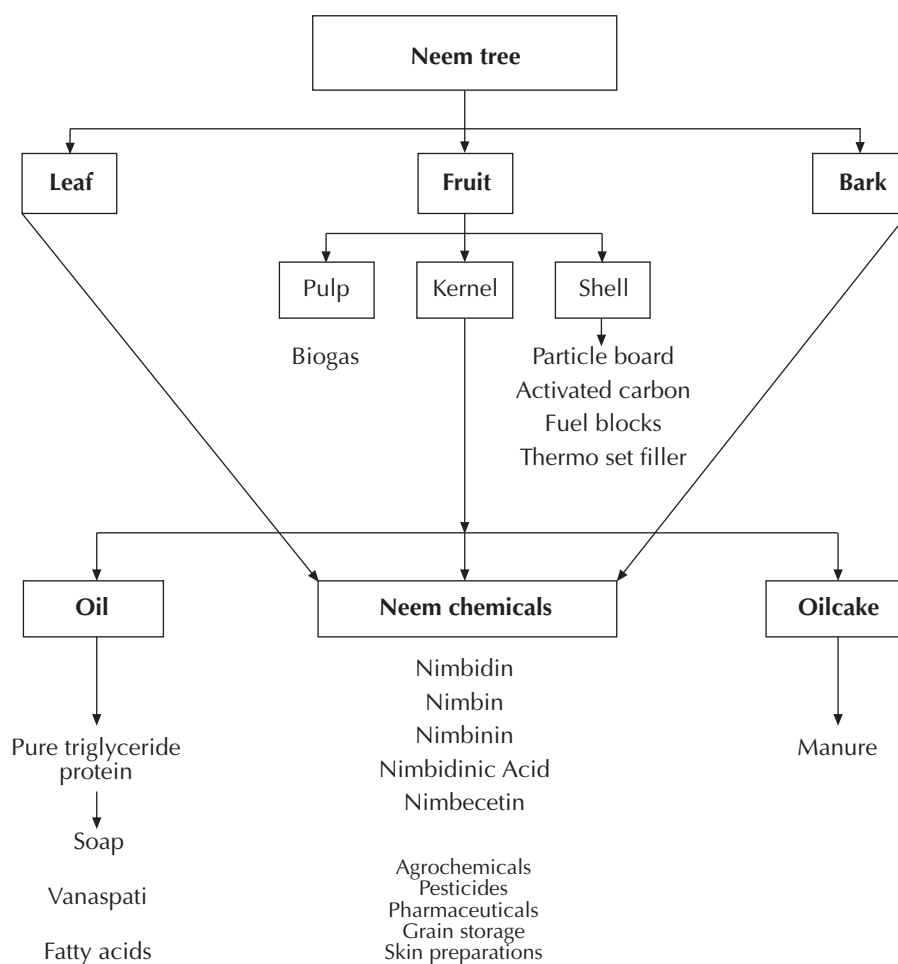 Neem tree
Leaf
Fruit
Bark
Pulp
Kernel
Shell
Biogas
Particle board
Activated carbon
Fuel blocks
Thermo set filler
Oil
Neem chemicals
Oilcake
Pure triglyceride
protein
Soap
Vanaspati
Fatty acids
Nimbidin
Nimbin
Nimbinin
Nimbidinic Acid
Nimbecetin
Agrochemicals
Pesticides
Pharmaceuticals
Grain storage
Skin preparations
Manure